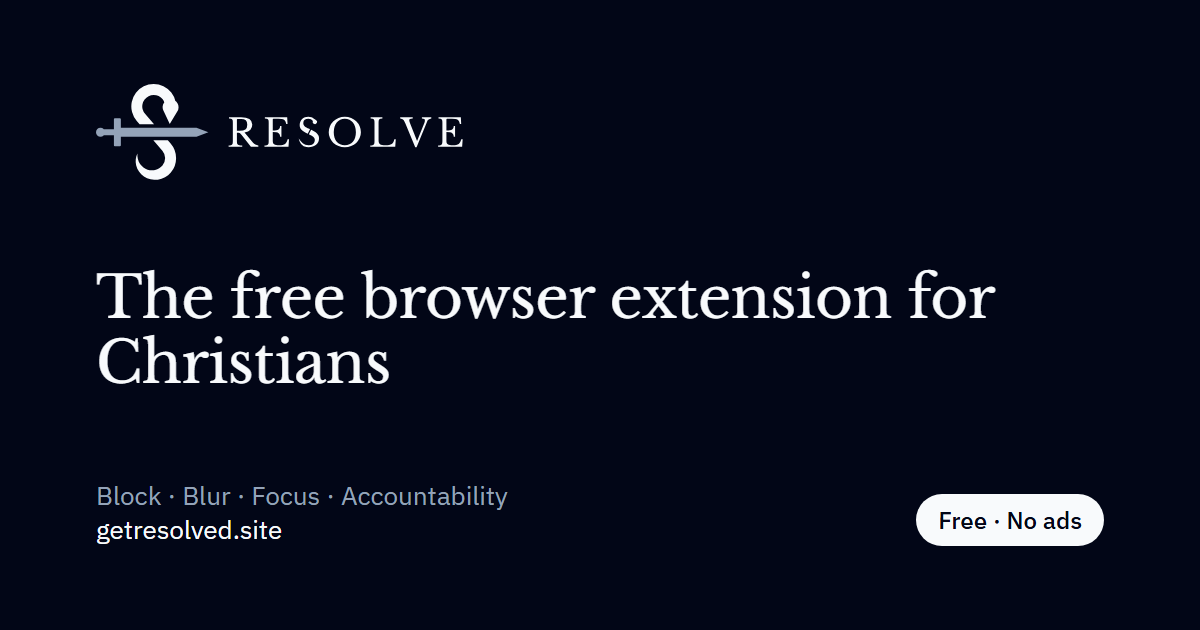 RESOLVE
The free browser extension for
Christians
Block · Blur · Focus · Accountability
getresolved.site
Free · No ads